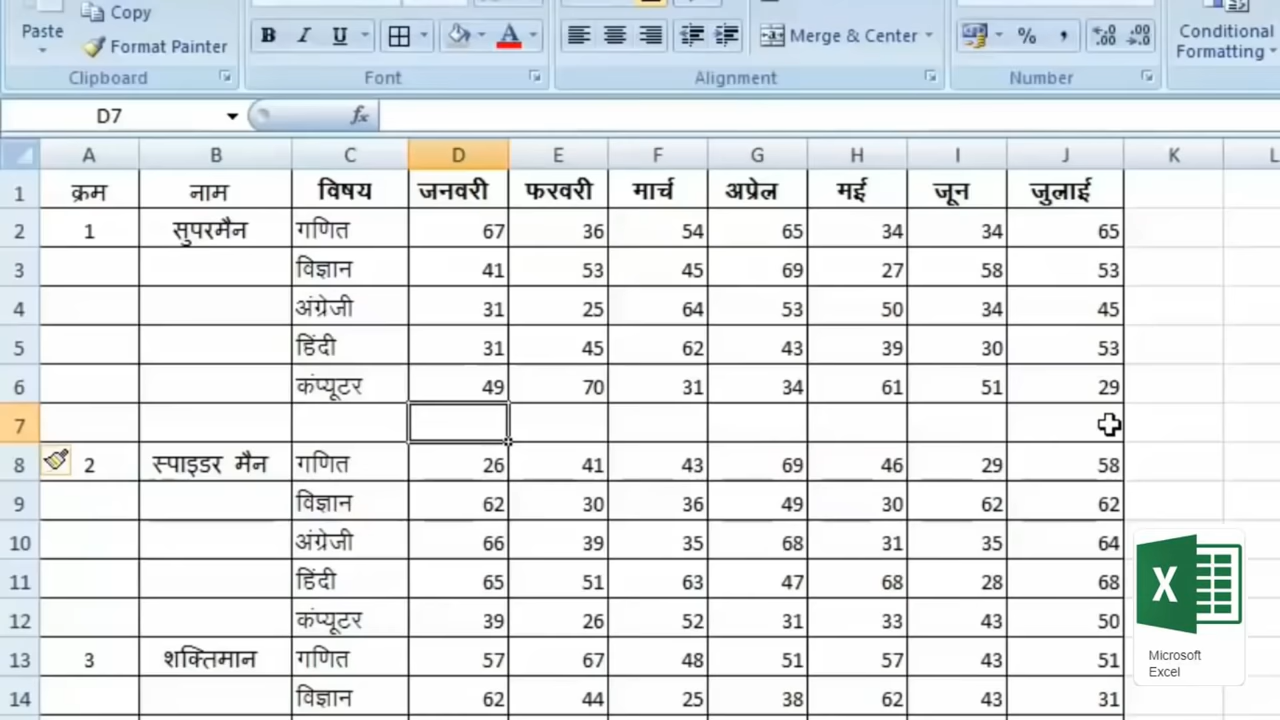 Copy
Paste
Format Painter
B I U A
Merge & Center
% ,
.00 .00
Conditional
Formatting
Clipboard Font Alignment Number
D7 fx
A B C D E F G H I J K L
1 क्रम नाम विषय जनवरी फरवरी मार्च अप्रेल मई जून जुलाई
2 1 सुपरमैन गणित 67 36 54 65 34 34 65
3 विज्ञान 41 53 45 69 27 58 53
4 अंग्रेजी 31 25 64 53 50 34 45
5 हिंदी 31 45 62 43 39 30 53
6 कंप्यूटर 49 70 31 34 61 51 29
7
8 2 स्पाइडर मैन गणित 26 41 43 69 46 29 58
9 विज्ञान 62 30 36 49 30 62 62
10 अंग्रेजी 66 39 35 68 31 35 64
11 हिंदी 65 51 63 47 68 28 68
12 कंप्यूटर 39 26 52 31 33 43 50
13 3 शक्तिमान गणित 57 67 48 51 57 43 51
14 विज्ञान 62 44 25 38 62 43 31
X
Microsoft
Excel